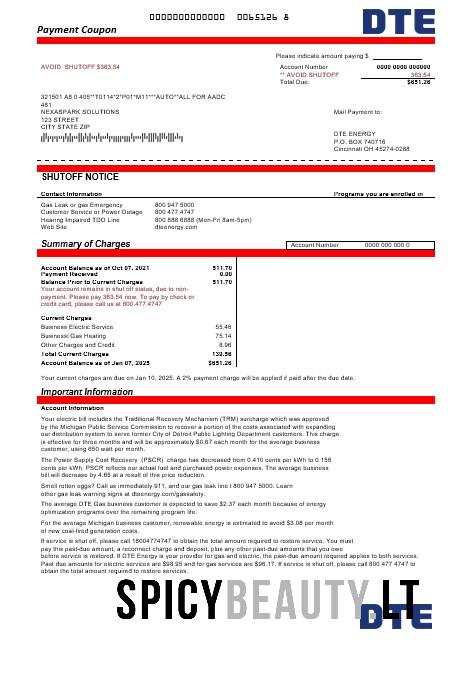 0065126 8
Payment Coupon
DTE
Please indicate amount paying $
AVOID SHUTOFF $363.54
Account Number 0000 0000 000000
** AVOID SHUTOFF 363.54
Total Due: $651.26
321501 A8 0 405**T0114*2*P01*M11****AUTO**ALL FOR AADC
481
NEXASPARK SOLUTIONS
123 STREET
CITY STATE ZIP
Mail Payment to:
DTE ENERGY
P.O. BOX 740716
Cincinnati OH 45274-0288
SHUTOFF NOTICE
Contact Information
Programs you are enrolled in
Gas Leak or gas Emergency 800 947 5000
Customer Service or Power Outage 800 477.4747
Hearing Impaired TDO Line 800 888 6888 (Mon-Fri 8am-5pm)
Web Site dteenergy.com
Summary of Charges
Account Number 0000 000 000 0
Account Balance as of Oct 07, 2021 511.70
Payment Received 0.00
Balance Prior to Current Charges 511.70
Your account remains in shut off status, due to non-
payment. Please pay 363.54 now. To pay by check or
credit card, please call us at 800.477.4747
Current Charges
Business Electric Service 55.46
Businessl Gas Heating 75.14
Other Charges and Credit 8.96
Total Current Charges 139.56
Account Balance as of Jan 07, 2025 $651.26
Your current charges are due on Jan 10, 2025. A 2% payment charge will be applied if paid after the due date.
Important Information
Account Information
Your electric bill includes the Traditional Recovery Mechanism (TRM) surcharge which was approved
by the Michigan Public Service Commission to recover a portion of the costs associated with expanding
our distribution system to serve former City of Detroit Public Lighting Department customers. This charge
is effective for three months and will be approximately $0.67 each month for the average business
customer, using 650 watt per month.
The Power Supply Cost Recovery (PSCR) charge has decreased from 0.410 cents per kWh to 0.156
cents per kWh. PSCR reflects our actual fuel and purchased power expenses, The average business
bill will decrease by 4.65 at a result of this price reduction.
Smell rotten eggs? Call us immediately 911, and our gas leak line t 800 947 5000. Learn
other gas leak warning signs at dteenergy.com/gassafety.
The average DTE Gas business customer is expected to save $2.37 each month because of energy
optimization programs over the remaining program life.
For the average Michigan business customer, renewable energy is estimated to avoid $3.08 per month
of new coal-fired generation costs.
If service is shut off, please call 18004774747 to obtain the total amount required to restore service. You must
pay this past-due amount, a reconnect charge and deposit, plus any other past-due amounts that you owe
before service is restored. If DTE Energy is your provider for gas and electric, the past-due amount required applies to both services.
Past due amounts for electric services are $98.95 and for gas services are $96.17. If service is shut off, please call 800.477 4747 to
obtain the total amount required to restore services.
SPICYBEAUTY.LT
DTE